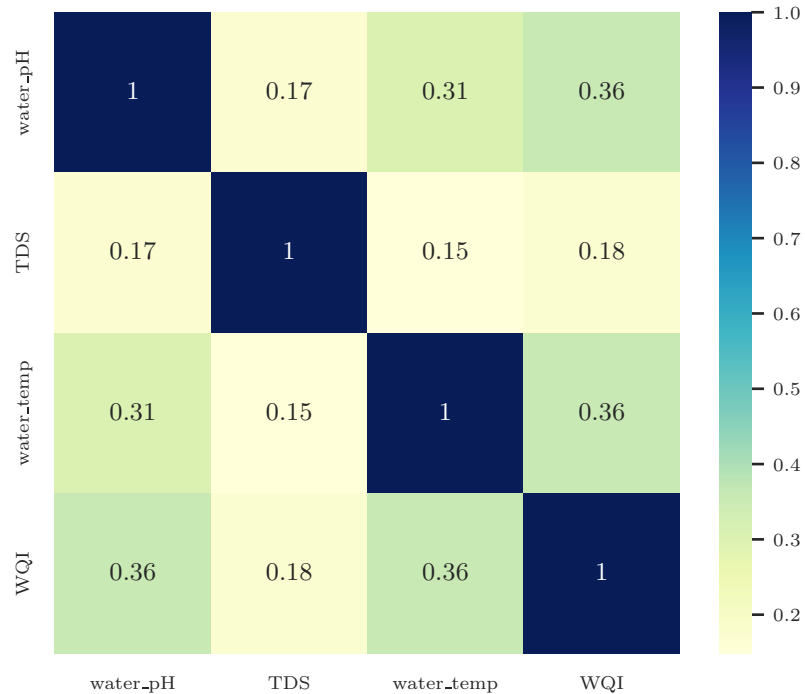 water_pH 1 0.17 0.31 0.36
TDS 0.17 1 0.15 0.18
water_temp 0.31 0.15 1 0.36
WQI 0.36 0.18 0.36 1
water_pH TDS water_temp WQI
1.0
0.9
0.8
0.7
0.6
0.5
0.4
0.3
0.2